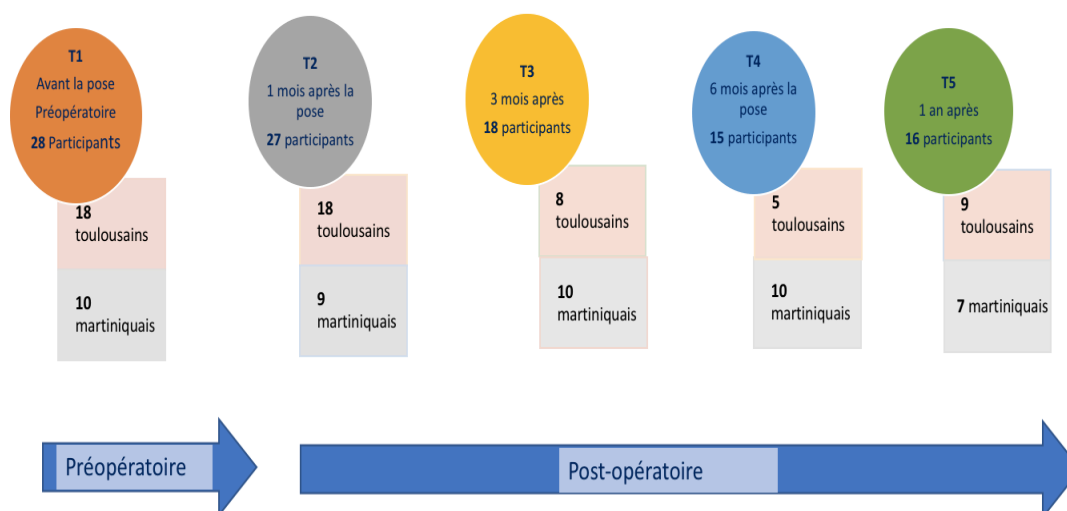 T1
Avant la pose
Préopératoire
28 Participants
18
toulousains
10
martiniquais
T2
1 mois après la
pose
27 participants
18
toulousains
9
martiniquais
T3
3 mois après
18 participants
8
toulousains
10
martiniquais
T4
6 mois après la
pose
15 participants
5
toulousains
10
martiniquais
T5
1 an après
16 participants
9
toulousains
7 martiniquais
Préopératoire
Post-opératoire